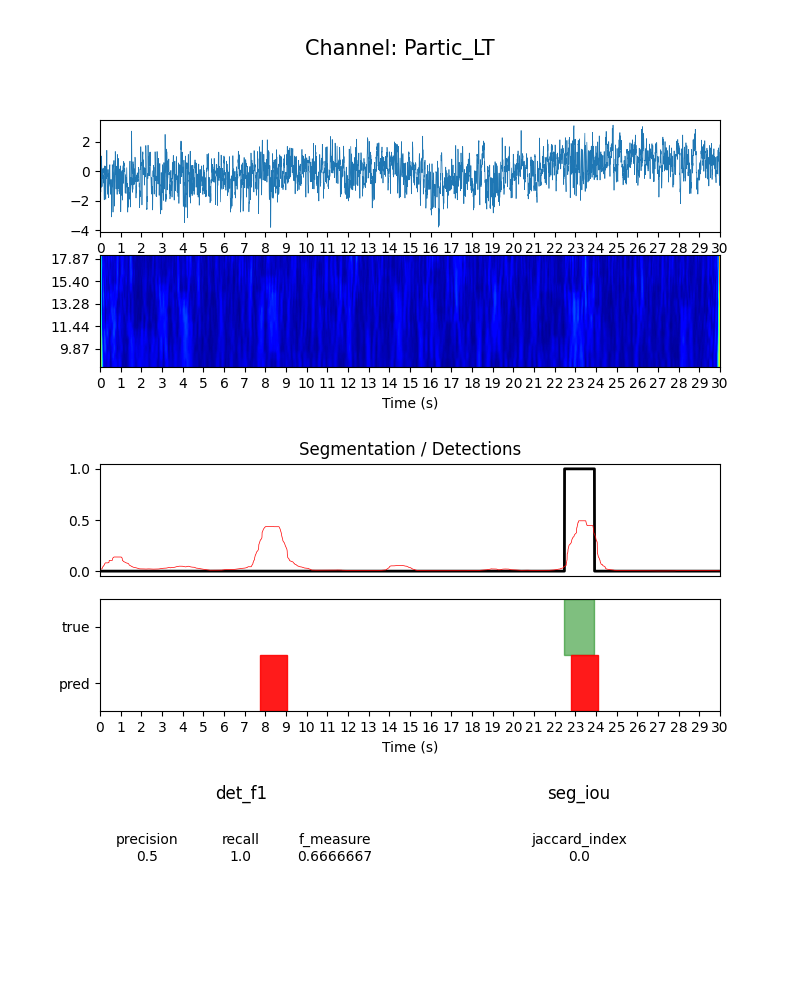 Channel: Partic_LT
2
0
−2
−4
0 1 2 3 4 5 6 7 8 9 10 11 12 13 14 15 16 17 18 19 20 21 22 23 24 25 26 27 28 29 30
17.87
15.40
13.28
11.44
9.87
0 1 2 3 4 5 6 7 8 9 10 11 12 13 14 15 16 17 18 19 20 21 22 23 24 25 26 27 28 29 30
Time (s)
Segmentation / Detections
1.0
0.5
0.0
true
pred
0 1 2 3 4 5 6 7 8 9 10 11 12 13 14 15 16 17 18 19 20 21 22 23 24 25 26 27 28 29 30
Time (s)
det_f1 seg_iou
precision recall f_measure jaccard_index
0.5 1.0 0.6666667 0.0